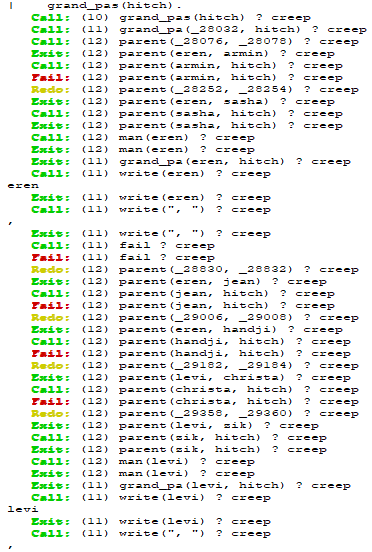 |    grand_pas(hitch).
Call: (10) grand_pas(hitch) ? creep
Call: (11) grand_pa(_28032, hitch) ? creep
Call: (12) parent(_28076, _28078) ? creep
Exit: (12) parent(eren, armin) ? creep
Call: (12) parent(armin, hitch) ? creep
Fail: (12) parent(armin, hitch) ? creep
Redo: (12) parent(_28252, _28254) ? creep
Exit: (12) parent(eren, sasha) ? creep
Call: (12) parent(sasha, hitch) ? creep
Exit: (12) parent(sasha, hitch) ? creep
Call: (12) man(eren) ? creep
Exit: (12) man(eren) ? creep
Exit: (11) grand_pa(eren, hitch) ? creep
Call: (11) write(eren) ? creep
eren
Exit: (11) write(eren) ? creep
Call: (11) write(", ") ? creep
,
Exit: (11) write(", ") ? creep
Call: (11) fail ? creep
Fail: (11) fail ? creep
Redo: (12) parent(_28830, _28832) ? creep
Exit: (12) parent(eren, jean) ? creep
Call: (12) parent(jean, hitch) ? creep
Fail: (12) parent(jean, hitch) ? creep
Redo: (12) parent(_29006, _29008) ? creep
Exit: (12) parent(eren, handji) ? creep
Call: (12) parent(handji, hitch) ? creep
Fail: (12) parent(handji, hitch) ? creep
Redo: (12) parent(_29182, _29184) ? creep
Exit: (12) parent(levi, christa) ? creep
Call: (12) parent(christa, hitch) ? creep
Fail: (12) parent(christa, hitch) ? creep
Redo: (12) parent(_29358, _29360) ? creep
Exit: (12) parent(levi, zik) ? creep
Call: (12) parent(zik, hitch) ? creep
Exit: (12) parent(zik, hitch) ? creep
Call: (12) man(levi) ? creep
Exit: (12) man(levi) ? creep
Exit: (11) grand_pa(levi, hitch) ? creep
Call: (11) write(levi) ? creep
levi
Exit: (11) write(levi) ? creep
Call: (11) write(", ") ? creep
,